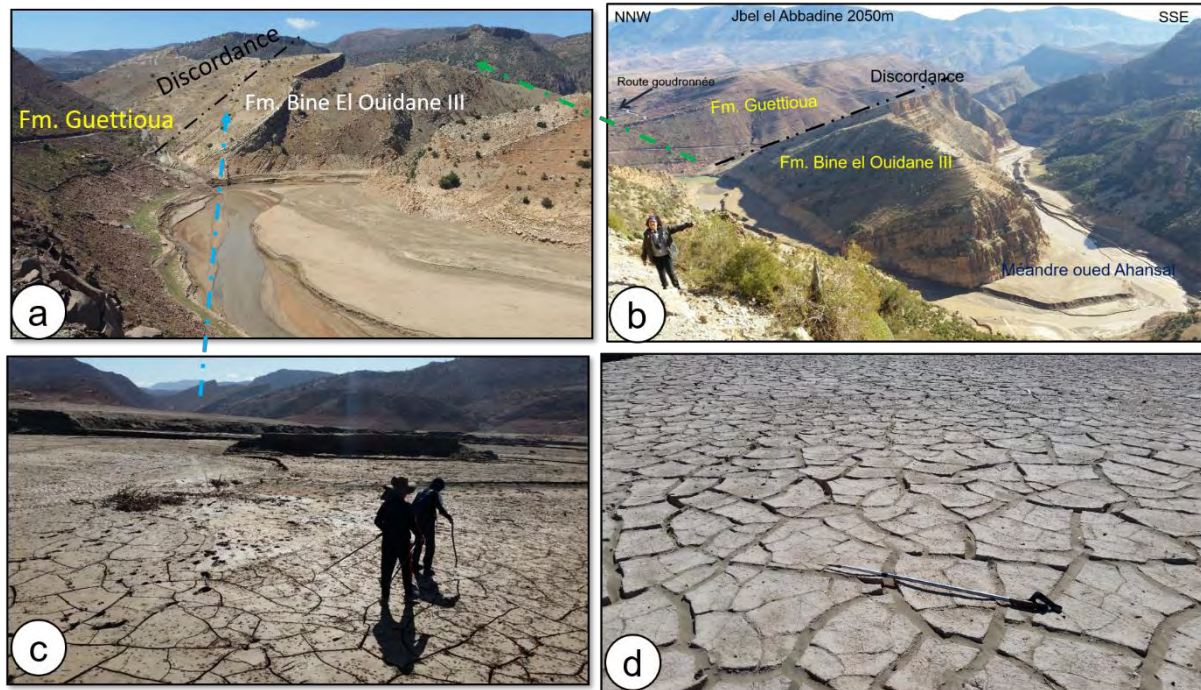 Discordance
Fm. Guettioua
Fm. Bine El Ouidane III
a
NNW
Jbel el Abbadine 2050m
SSE
Route goudronnée
Discordance
Fm. Guettioua
Fm. Bine el Ouidane III
Méandre oued Ahansal
b
c
d